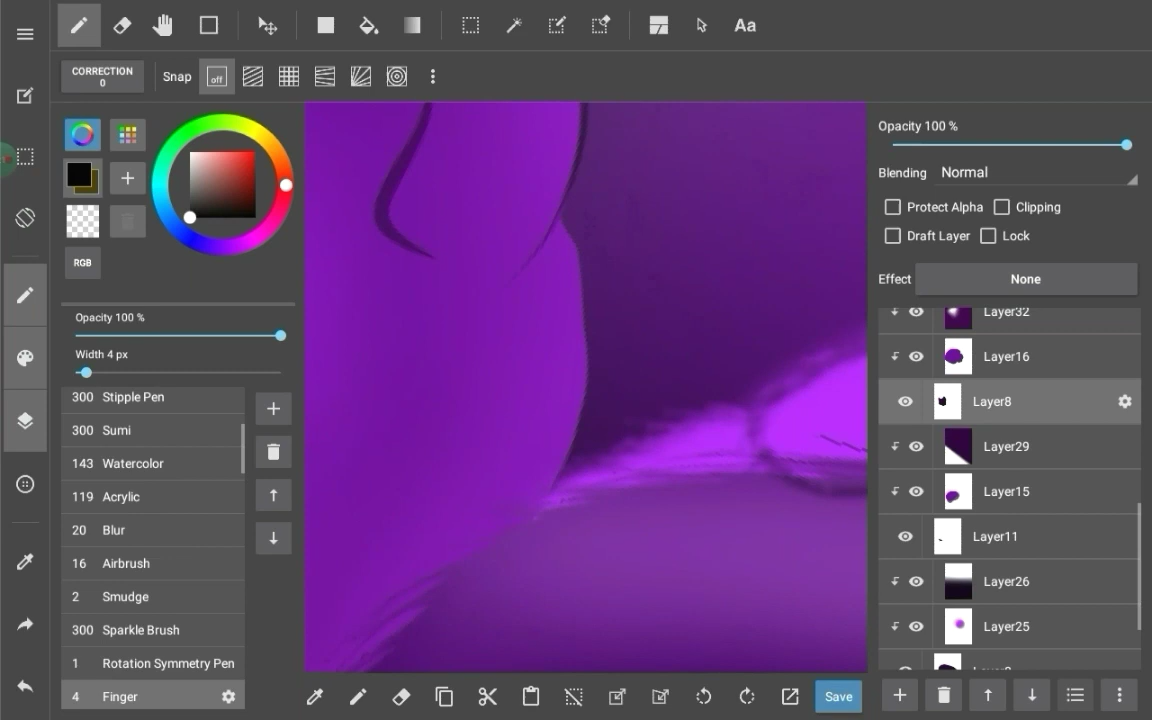 Aa
CORRECTION
0
Snap
off
RGB
Opacity 100 %
Width 4 px
300 Stipple Pen
300 Sumi
143 Watercolor
119 Acrylic
20 Blur
16 Airbrush
2 Smudge
300 Sparkle Brush
1 Rotation Symmetry Pen
4 Finger
Save
Opacity 100 %
Blending Normal
Protect Alpha Clipping
Draft Layer Lock
Effect None
Layer32
Layer16
Layer8
Layer29
Layer15
Layer11
Layer26
Layer25